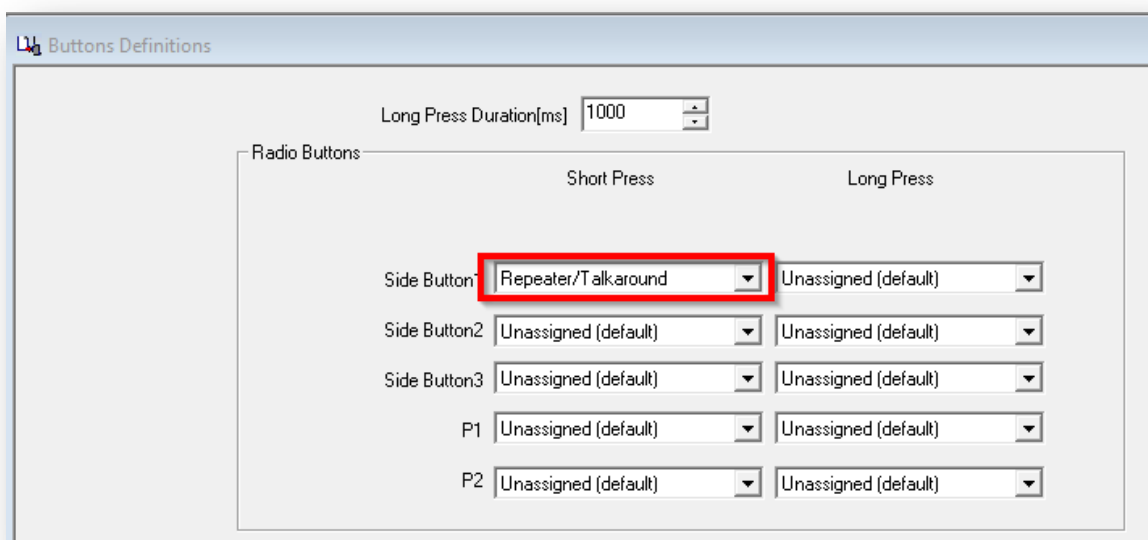 Buttons Definitions
Long Press Duration[ms] 1000
Radio Buttons
Short Press Long Press
Side Button1 Repeater/Talkaround Unassigned (default)
Side Button2 Unassigned (default) Unassigned (default)
Side Button3 Unassigned (default) Unassigned (default)
P1 Unassigned (default) Unassigned (default)
P2 Unassigned (default) Unassigned (default)